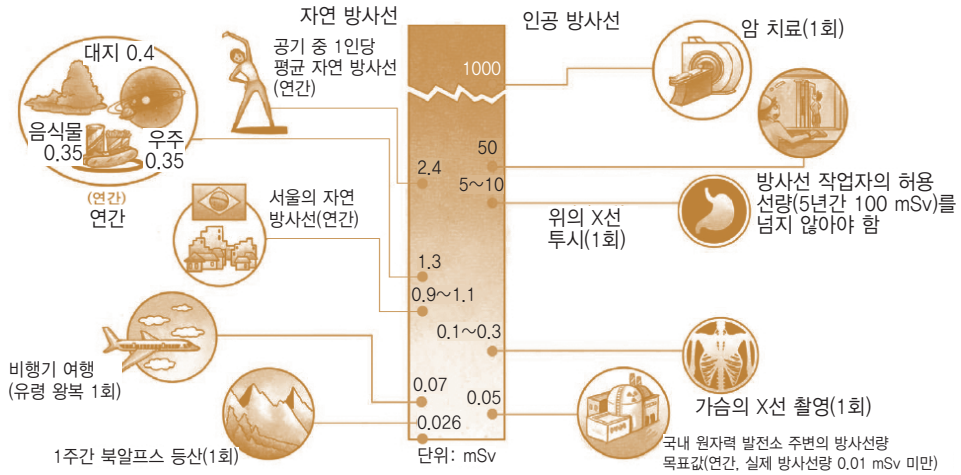 자연 방사선
인공 방사선
대지 0.4
음식물
0.35
우주
0.35
(연간)
연간
공기 중 1인당
평균 자연 방사선
(연간)
서울의 자연
방사선(연간)
비행기 여행
(유령 왕복 1회)
1주간 북알프스 등산(1회)
1000
50
2.4
5~10
1.3
0.9~1.1
0.1~0.3
0.07
0.05
0.026
단위: mSv
암 치료(1회)
방사선 작업자의 허용
선량(5년간 100 mSv)를
넘지 않아야 함
위의 X선
투시(1회)
가슴의 X선 촬영(1회)
국내 원자력 발전소 주변의 방사선량
목표값(연간, 실제 방사선량 0.01 mSv 미만)